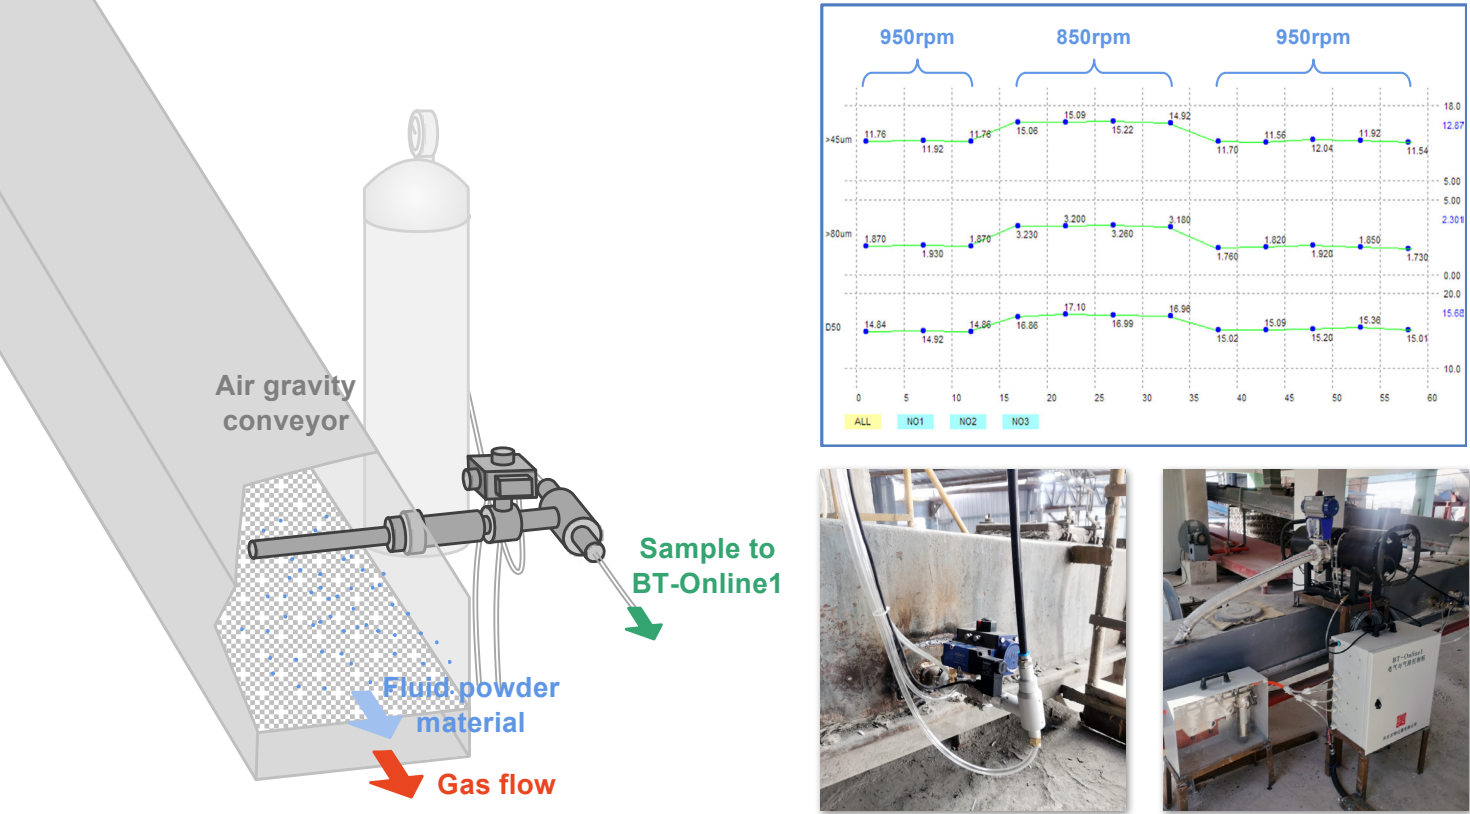 Air gravity
conveyor
Sample to
BT-Online1
Fluid powder
material
Gas flow
950rpm 850rpm 950rpm
18.0
12.87
>45um
11.76 11.92 11.76 15.06 15.09 15.22 14.92 11.70 11.56 12.04 11.92 11.54
5.00
5.00
2.301
>80um
1.870 1.930 1.870 3.230 3.200 3.260 3.180 1.760 1.820 1.920 1.850 1.730
0.00
20.0
15.68
D50
14.84 14.92 14.86 16.86 17.10 16.99 16.96 15.02 15.09 15.20 15.36 15.01
10.0
0 5 10 15 20 25 30 35 40 45 50 55 60
ALL NO1 NO2 NO3
BT-Online1